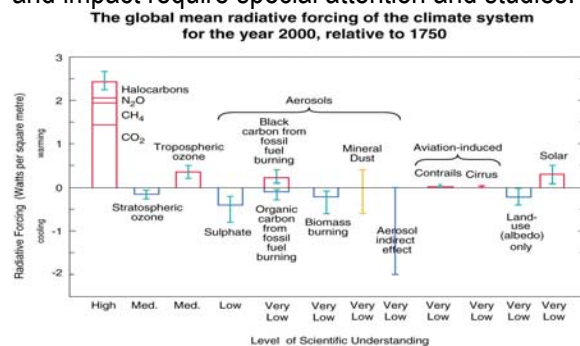 and impact require special attention and studies.
The global mean radiative forcing of the climate system
for the year 2000, relative to 1750
Radiative Forcing (Watts per square metre)
warming
cooling
3
2
1
0
-1
-2
Halocarbons
N2O
CH4
CO2
Stratospheric
ozone
Tropospheric
ozone
Aerosols
Sulphate
Black
carbon from
fossil
fuel
burning
Organic
carbon
from
fossil
fuel
burning
Biomass
burning
Mineral
Dust
Aerosol
indirect
effect
Aviation-induced
Contrails Cirrus
Land-
use
(albedo)
only
Solar
High Med. Med. Low Very Very Very Very Very Very Very Very
Low Low Low Low Low Low Low Low
Level of Scientific Understanding